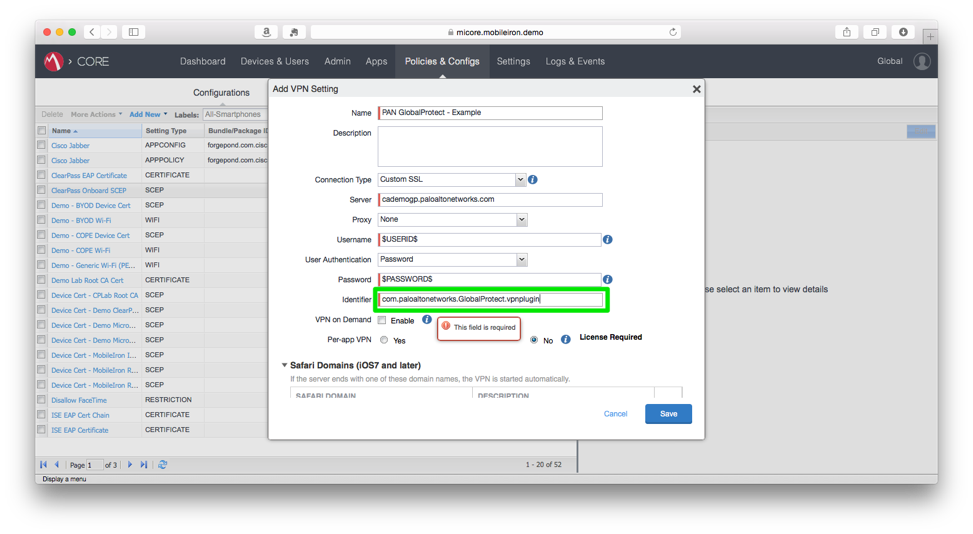 micore.mobileiron.demo
CORE
Dashboard
Devices & Users
Admin
Apps
Policies & Configs
Settings
Logs & Events
Global
Configurations
Delete
More Actions
Add New
Labels:
All-Smartphones
Name Setting Type Bundle/Package ID
Cisco Jabber APPCONFIG forgepond.com.cisc
Cisco Jabber APPPOLICY forgepond.com.cisc
ClearPass EAP Certificate CERTIFICATE
ClearPass Onboard SCEP SCEP
Demo - BYOD Device Cert SCEP
Demo - BYOD Wi-Fi WIFI
Demo - COPE Device Cert SCEP
Demo - COPE Wi-Fi WIFI
Demo - Generic Wi-Fi (PE... WIFI
Demo Lab Root CA Cert CERTIFICATE
Device Cert - CPLab Root CA SCEP
Device Cert - Demo ClearP... SCEP
Device Cert - Demo Micro... SCEP
Device Cert - Demo Micro... SCEP
Device Cert - MobileIron I... SCEP
Device Cert - MobileIron R... SCEP
Device Cert - MobileIron R... SCEP
Disallow FaceTime RESTRICTION
ISE EAP Cert Chain CERTIFICATE
ISE EAP Certificate CERTIFICATE
Page 1 of 3
1 - 20 of 52
Display a menu
se select an item to view details
Add VPN Setting
Name PAN GlobalProtect - Example
Description
Connection Type Custom SSL
Server cadernogp.paloaltonetworks.com
Proxy None
Username $USERID$
User Authentication Password
Password $PASSWORD$
Identifier com.paloaltonetworks.GlobalProtect.vpnplugin
VPN on Demand Enable
This field is required
Per-app VPN Yes No License Required
Safari Domains (iOS7 and later)
If the server ends with one of these domain names, the VPN is started automatically.
SAFARI DOMAIN DESCRIPTION
Cancel
Save